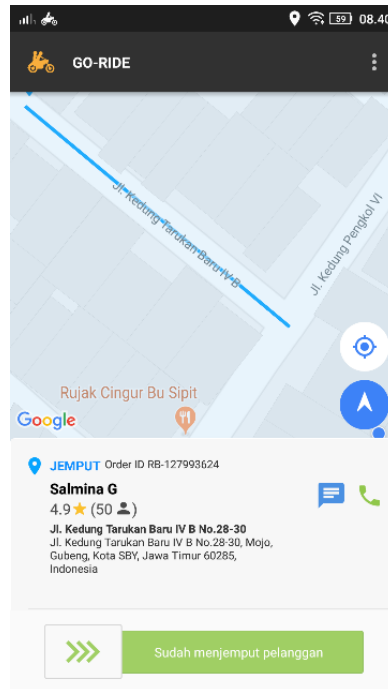 59 08.40
GO-RIDE
Jl. Kedung Tarukan Baru IV B
Jl. Kedung Pengkol VI
Rujak Cingur Bu Sipit
Google
JEMPUT Order ID RB-127993624
Salmina G
4.9 (50)
Jl. Kedung Tarukan Baru IV B No.28-30
Jl. Kedung Tarukan Baru IV B No.28-30, Mojo,
Gubeng, Kota SBY, Jawa Timur 60285,
Indonesia
Sudah menjemput pelanggan